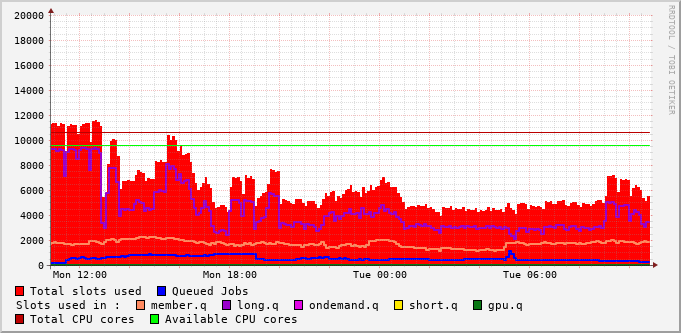 20000
18000
16000
14000
12000
10000
8000
6000
4000
2000
0
Mon 12:00 Mon 18:00 Tue 00:00 Tue 06:00
RRDTOOL / TOBI OETIKER
Total slots used Queued Jobs
Slots used in : member.q long.q ondemand.q short.q gpu.q
Total CPU cores Available CPU cores